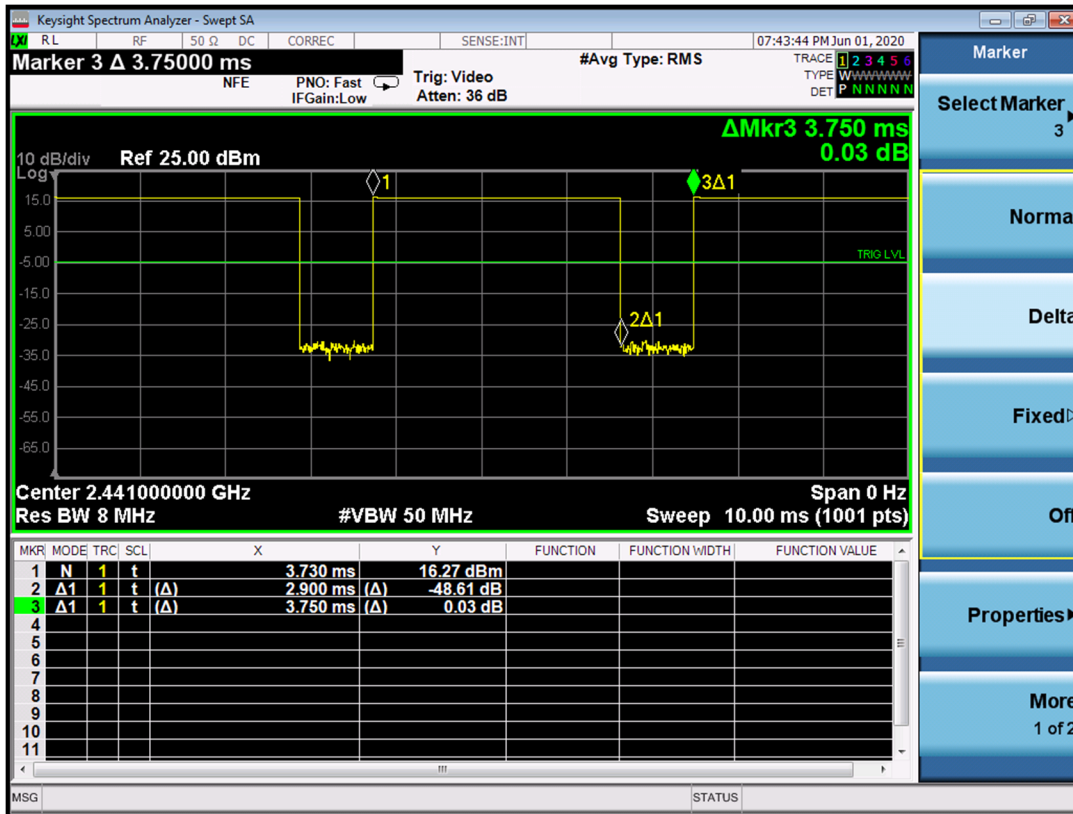 Keysight Spectrum Analyzer - Swept SA
LXI RL RF 50 Ω DC CORREC SENSE:INT 07:43:44 PM Jun 01, 2020
Marker 3 Δ 3.75000 ms
NFE
PNO: Fast
IFGain:Low
Trig: Video
Atten: 36 dB
#Avg Type: RMS
TRACE 1 2 3 4 5 6
TYPE WWWWWW
DET P N N N N N
ΔMkr3 3.750 ms
0.03 dB
10 dB/div Ref 25.00 dBm
Log
1
3Δ1
15.0
5.00
-5.00
TRIG LVL
-15.0
2Δ1
-25.0
-35.0
-45.0
-55.0
-65.0
Center 2.441000000 GHz Span 0 Hz
Res BW 8 MHz #VBW 50 MHz Sweep 10.00 ms (1001 pts)
MKR MODE TRC SCL X Y FUNCTION FUNCTION WIDTH FUNCTION VALUE
1 N 1 t 3.730 ms 16.27 dBm
2 Δ1 1 t (Δ) 2.900 ms (Δ) -48.61 dB
3 Δ1 1 t (Δ) 3.750 ms (Δ) 0.03 dB
4
5
6
7
8
9
10
11
MSG STATUS
Marker
Select Marker
3
Norma
Delta
Fixed
Off
Properties
More
1 of 2